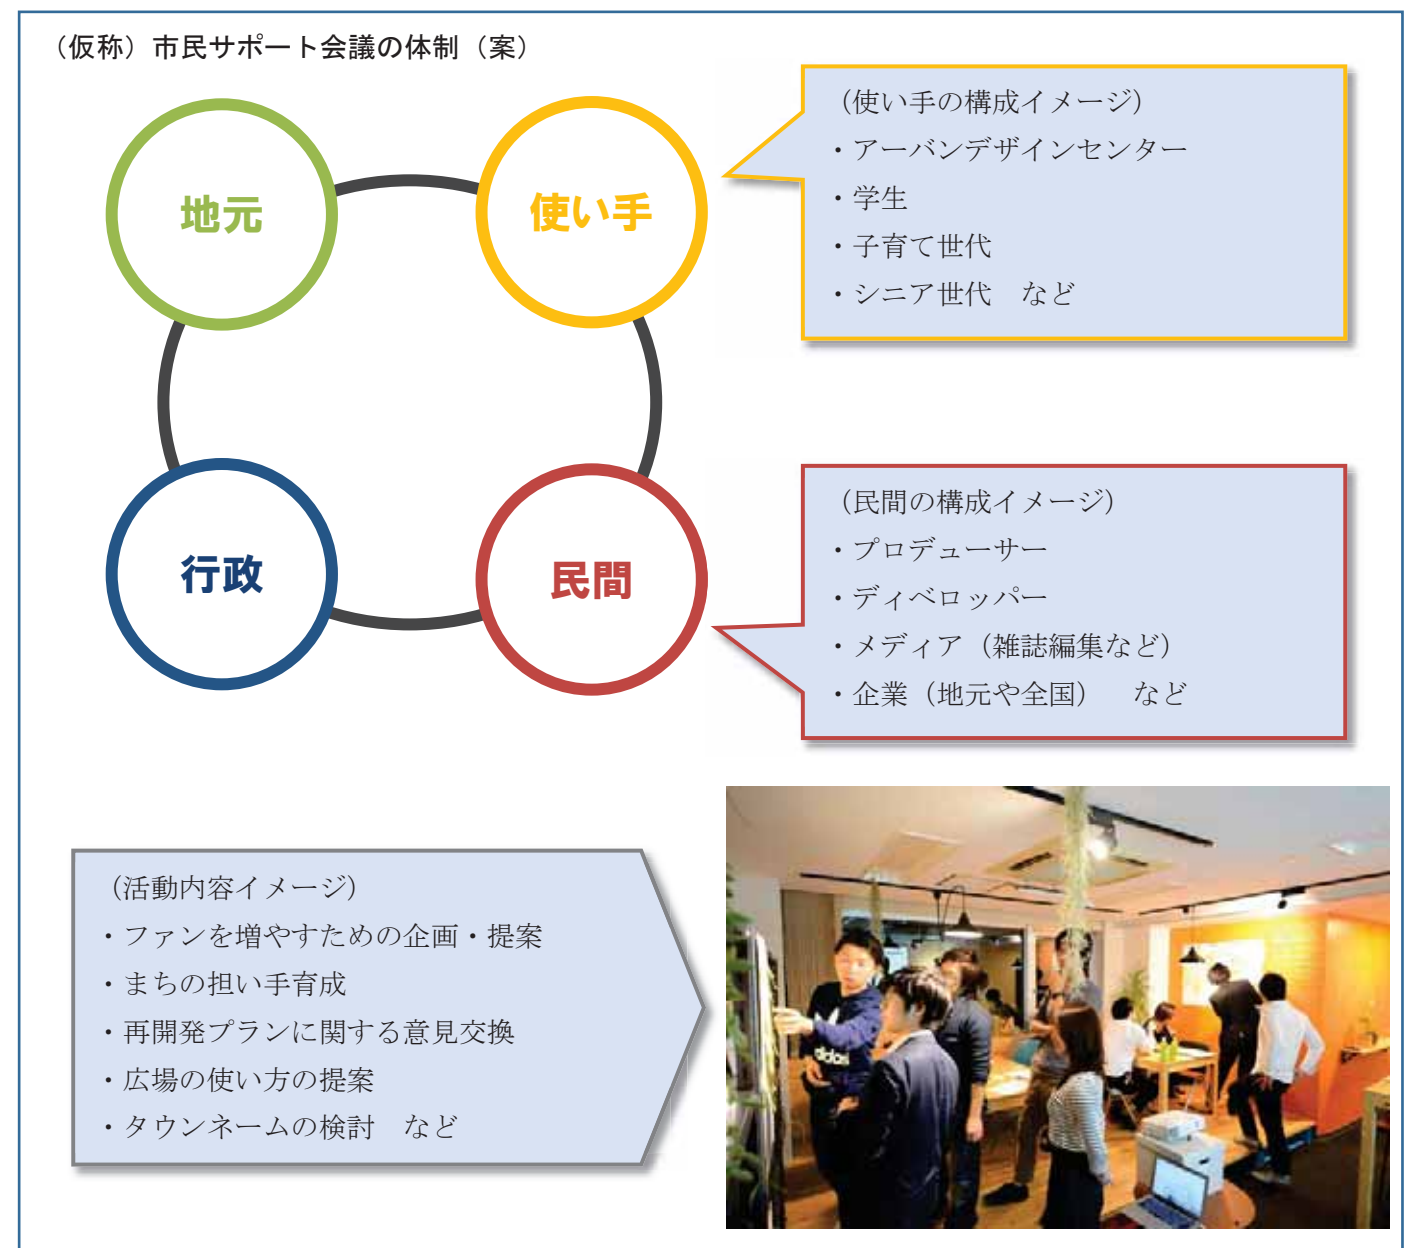 （仮称）市民サポート会議の体制（案）
地元
使い手
行政
民間
（使い手の構成イメージ）
・アーバンデザインセンター
・学生
・子育て世代
・シニア世代　など
（民間の構成イメージ）
・プロデューサー
・ディベロッパー
・メディア（雑誌編集など）
・企業（地元や全国）　など
（活動内容イメージ）
・ファンを増やすための企画・提案
・まちの担い手育成
・再開発プランに関する意見交換
・広場の使い方の提案
・タウンネームの検討　など
adidas